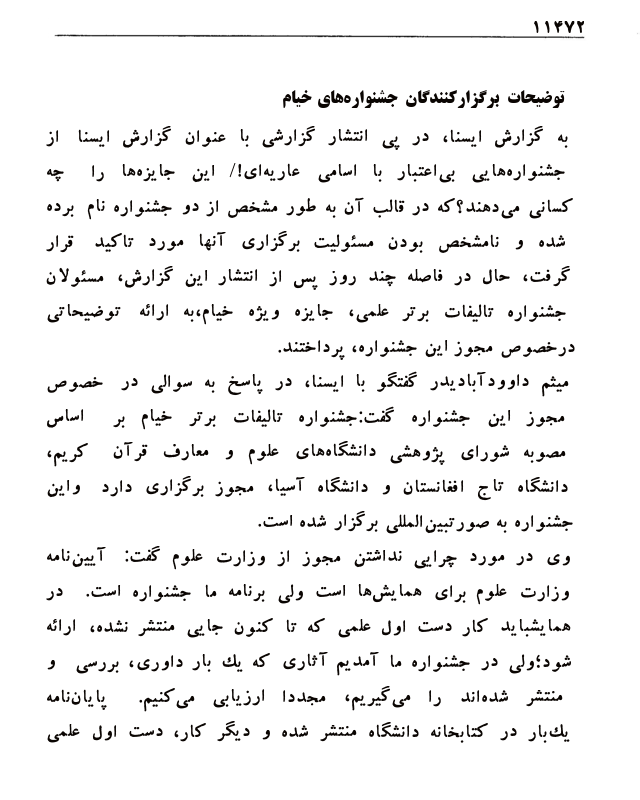 ۱۱۴۷۲
توضیحات برگزارکنندگان جشنواره‌های خیام
به گزارش ایسنا، در پی انتشار گزارشی با عنوان گزارش ایسنا از
جشنواره‌هایی بی‌اعتبار با اسامی عاریه‌ای!/ این جایزه‌ها را چه
کسانی می‌دهند؟که در قالب آن به طور مشخص از دو جشنواره نام برده
شده و نامشخص بودن مسئولیت برگزاری آنها مورد تاکید قرار
گرفت، حال در فاصله چند روز پس از انتشار این گزارش، مسئولان
جشنواره تالیفات برتر علمی، جایزه ویژه خیام،به ارائه توضیحاتی
درخصوص مجوز این جشنواره، پرداختند.
میثم داوودآبادیدر گفتگو با ایسنا، در پاسخ به سوالی در خصوص
مجوز این جشنواره گفت:جشنواره تالیفات برتر خیام بر اساس
مصوبه شورای پژوهشی دانشگاه‌های علوم و معارف قرآن کریم،
دانشگاه تاج افغانستان و دانشگاه آسیا، مجوز برگزاری دارد واین
جشنواره به صورتبین‌المللی برگزار شده است.
وی در مورد چرایی نداشتن مجوز از وزارت علوم گفت: آیین‌نامه
وزارت علوم برای همایش‌ها است ولی برنامه ما جشنواره است. در
همایشباید کار دست اول علمی که تا کنون جایی منتشر نشده، ارائه
شود؛ولی در جشنواره ما آمدیم آثاری که یك بار داوری، بررسی و
منتشر شده‌اند را می‌گیریم، مجددا ارزیابی می‌کنیم. پایان‌نامه
یك‌بار در کتابخانه دانشگاه منتشر شده و دیگر کار، دست اول علمی